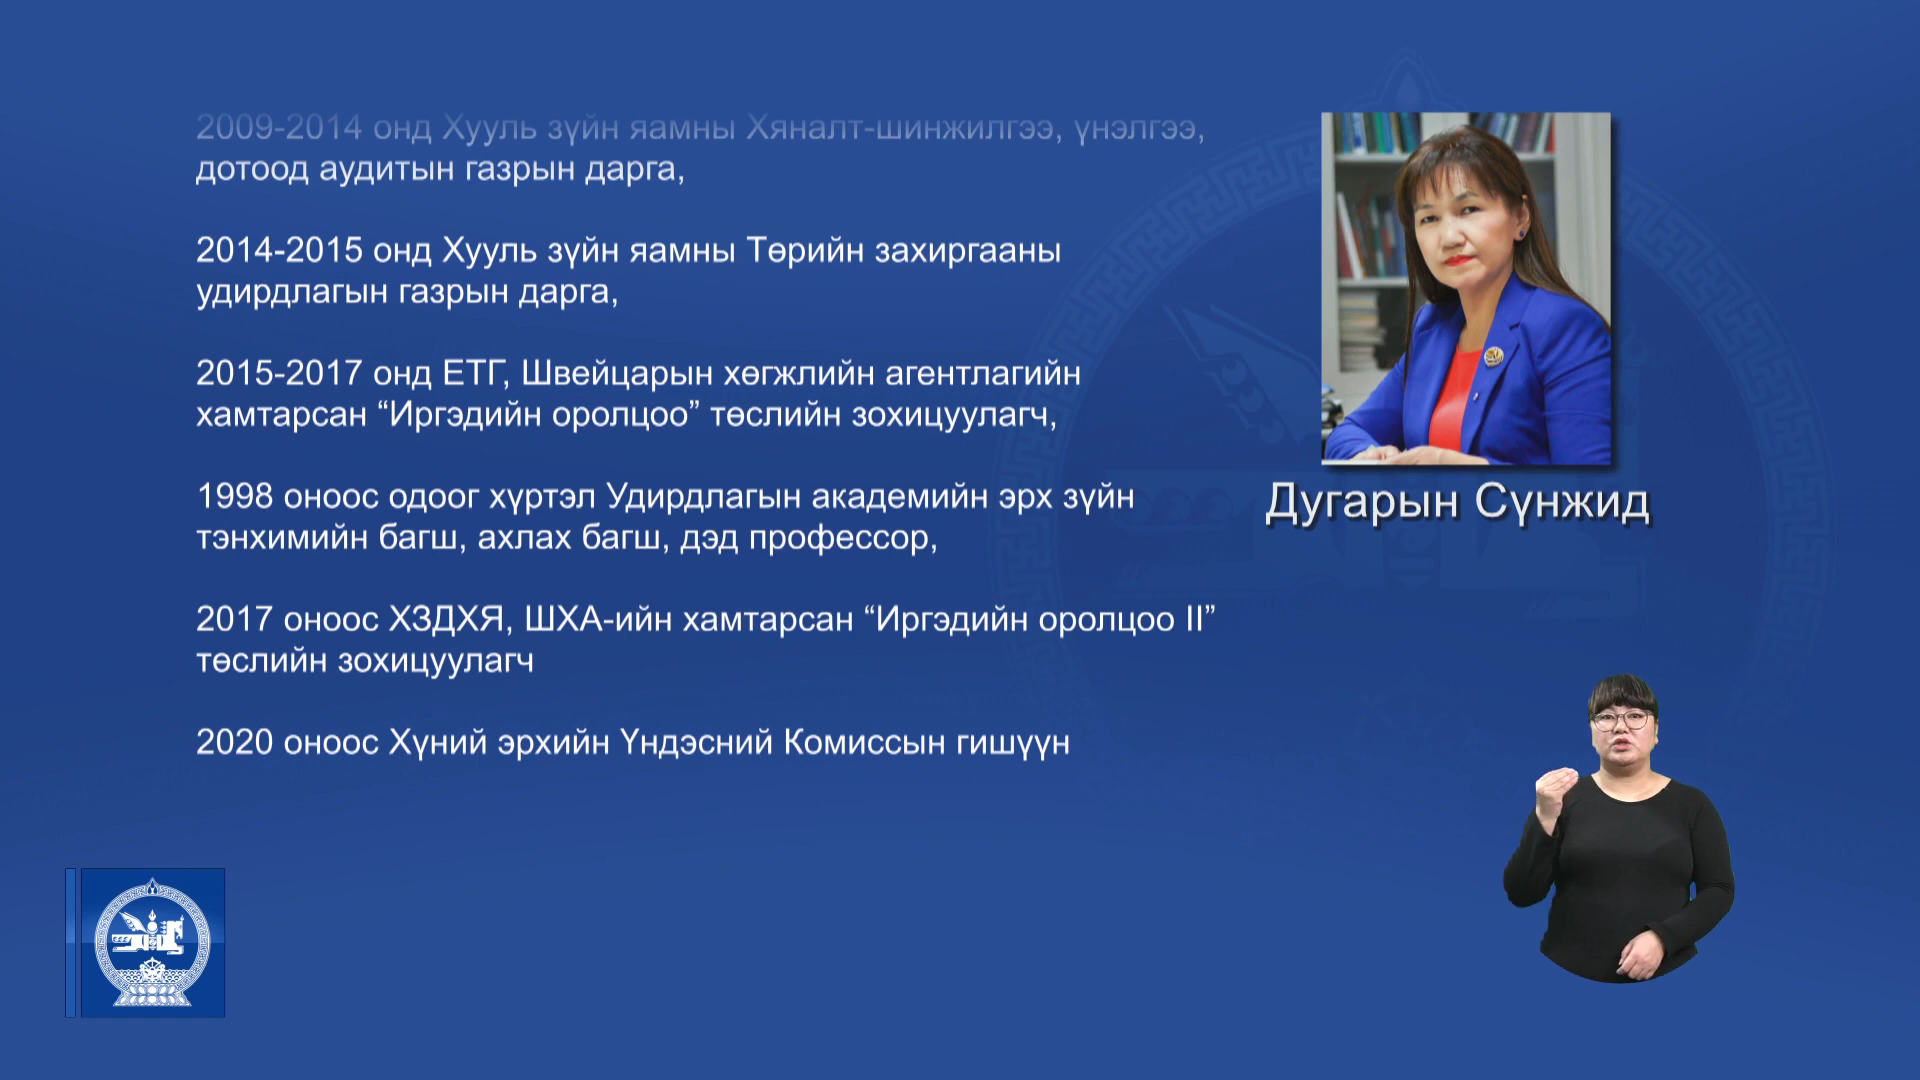 2009-2014 онд Хууль зүйн яамны Хяналт-шинжилгээ, үнэлгээ,
дотоод аудитын газрын дарга,
2014-2015 онд Хууль зүйн яамны Төрийн захиргааны
удирдлагын газрын дарга,
2015-2017 онд ЕТГ, Швейцарын хөгжлийн агентлагийн
хамтарсан “Иргэдийн оролцоо” төслийн зохицуулагч,
1998 оноос одоог хүртэл Удирдлагын академийн эрх зүйн
тэнхимийн багш, ахлах багш, дэд профессор,
2017 оноос ХЗДХЯ, ШХА-ийн хамтарсан “Иргэдийн оролцоо II”
төслийн зохицуулагч
2020 оноос Хүний эрхийн Үндэсний Комиссын гишүүн
Дугарын Сүнжид